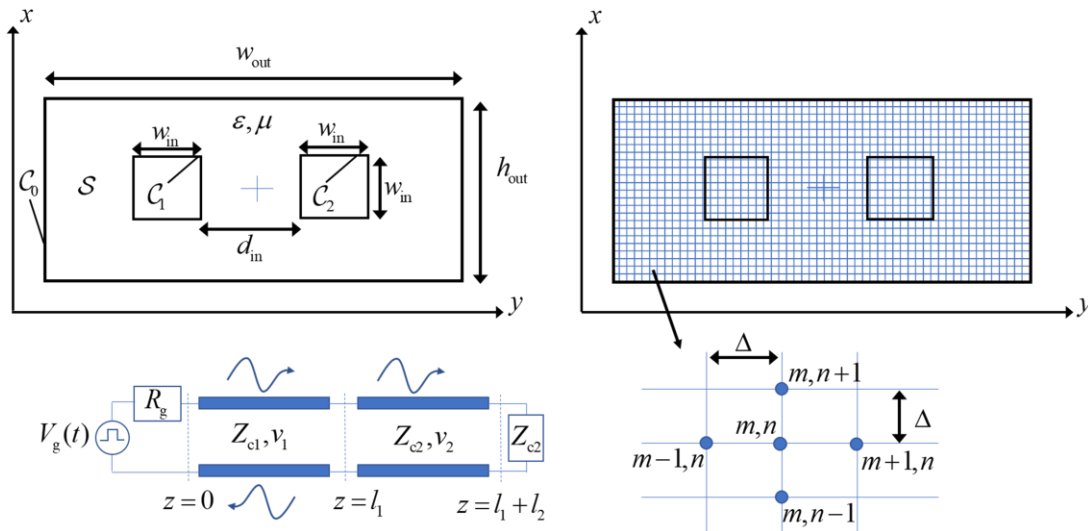 x
w_out
ε, μ
w_in
w_in
C_0
S
C_1
C_2
w_in
h_out
d_in
y
x
y
Δ
m, n+1
Δ
m, n
m−1, n
m+1, n
m, n−1
R_g
V_g(t)
Z_c1, v_1
Z_c2, v_2
Z_c2
z = 0
z = l_1
z = l_1 + l_2